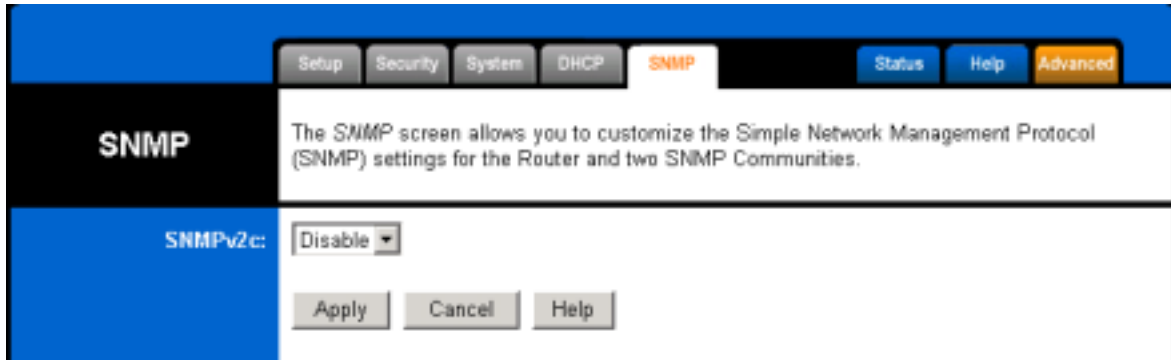 Setup Security System DHCP SNMP Status Help Advanced
SNMP
The SNMP screen allows you to customize the Simple Network Management Protocol
(SNMP) settings for the Router and two SNMP Communities.
SNMPv2c: Disable
Apply Cancel Help